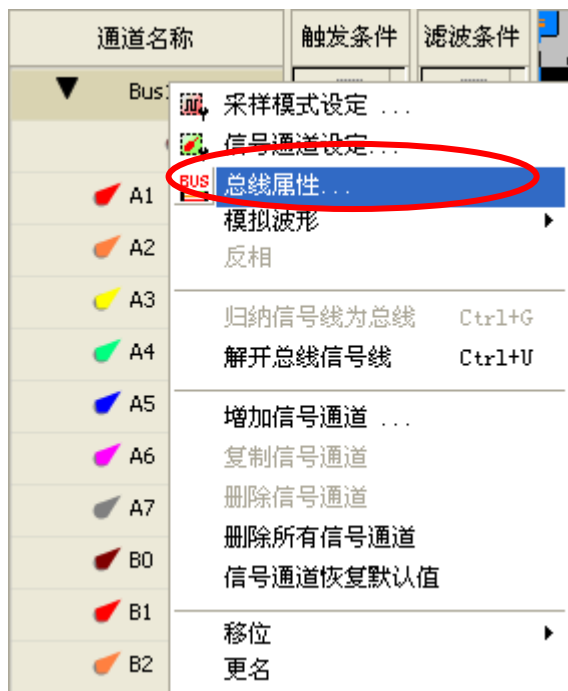 通道名称 触发条件 滤波条件
Bus1
采样模式设定 ...
信号通道设定...
BUS 总线属性...
A1
模拟波形
A2
反相
A3
归纳信号线为总线 Ctrl+G
A4
解开总线信号线 Ctrl+U
A5
增加信号通道 ...
A6
复制信号通道
A7
删除信号通道
删除所有信号通道
B0
信号通道恢复默认值
B1
移位
B2
更名